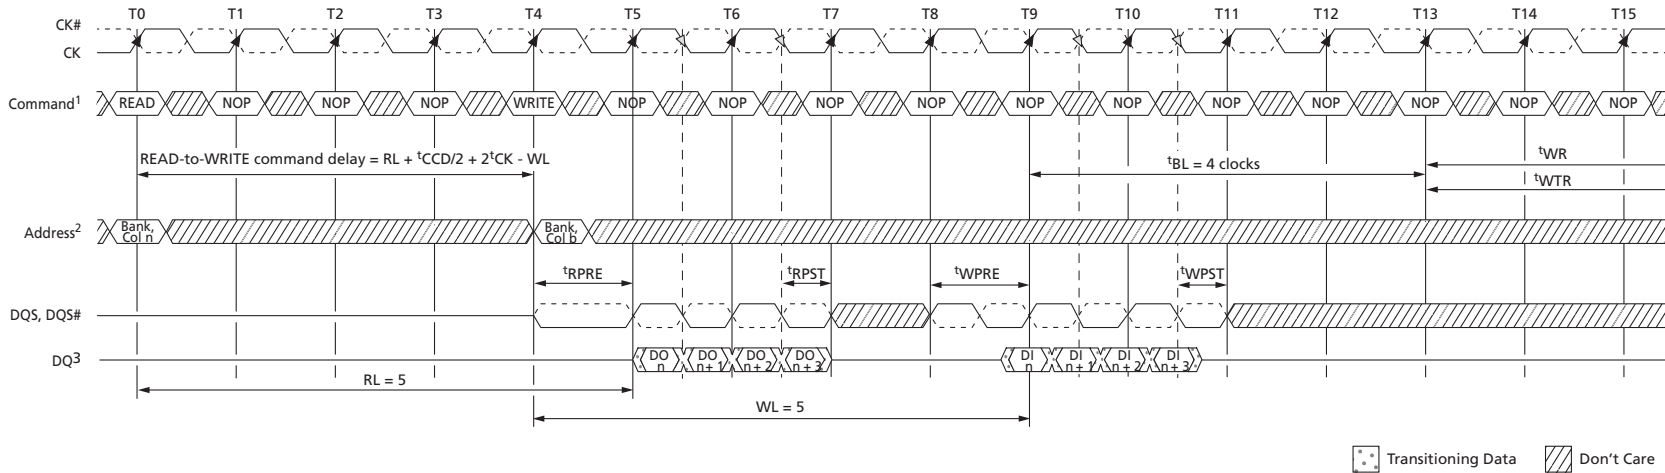 T0 T1 T2 T3 T4 T5 T6 T7 T8 T9 T10 T11 T12 T13 T14 T15
CK#
CK
Command1 READ NOP NOP NOP WRITE NOP NOP NOP NOP NOP NOP NOP NOP NOP NOP NOP
READ-to-WRITE command delay = RL + tCCD/2 + 2tCK - WL
tBL = 4 clocks
tWR
tWTR
Address2 Bank, Col n Bank, Col b
tRPRE tRPST tWPRE tWPST
DQS, DQS#
DQ3 DO n DO n + 1 DO n + 2 DO n + 3 DI n DI n + 1 DI n + 2 DI n + 3
RL = 5
WL = 5
Transitioning Data Don't Care